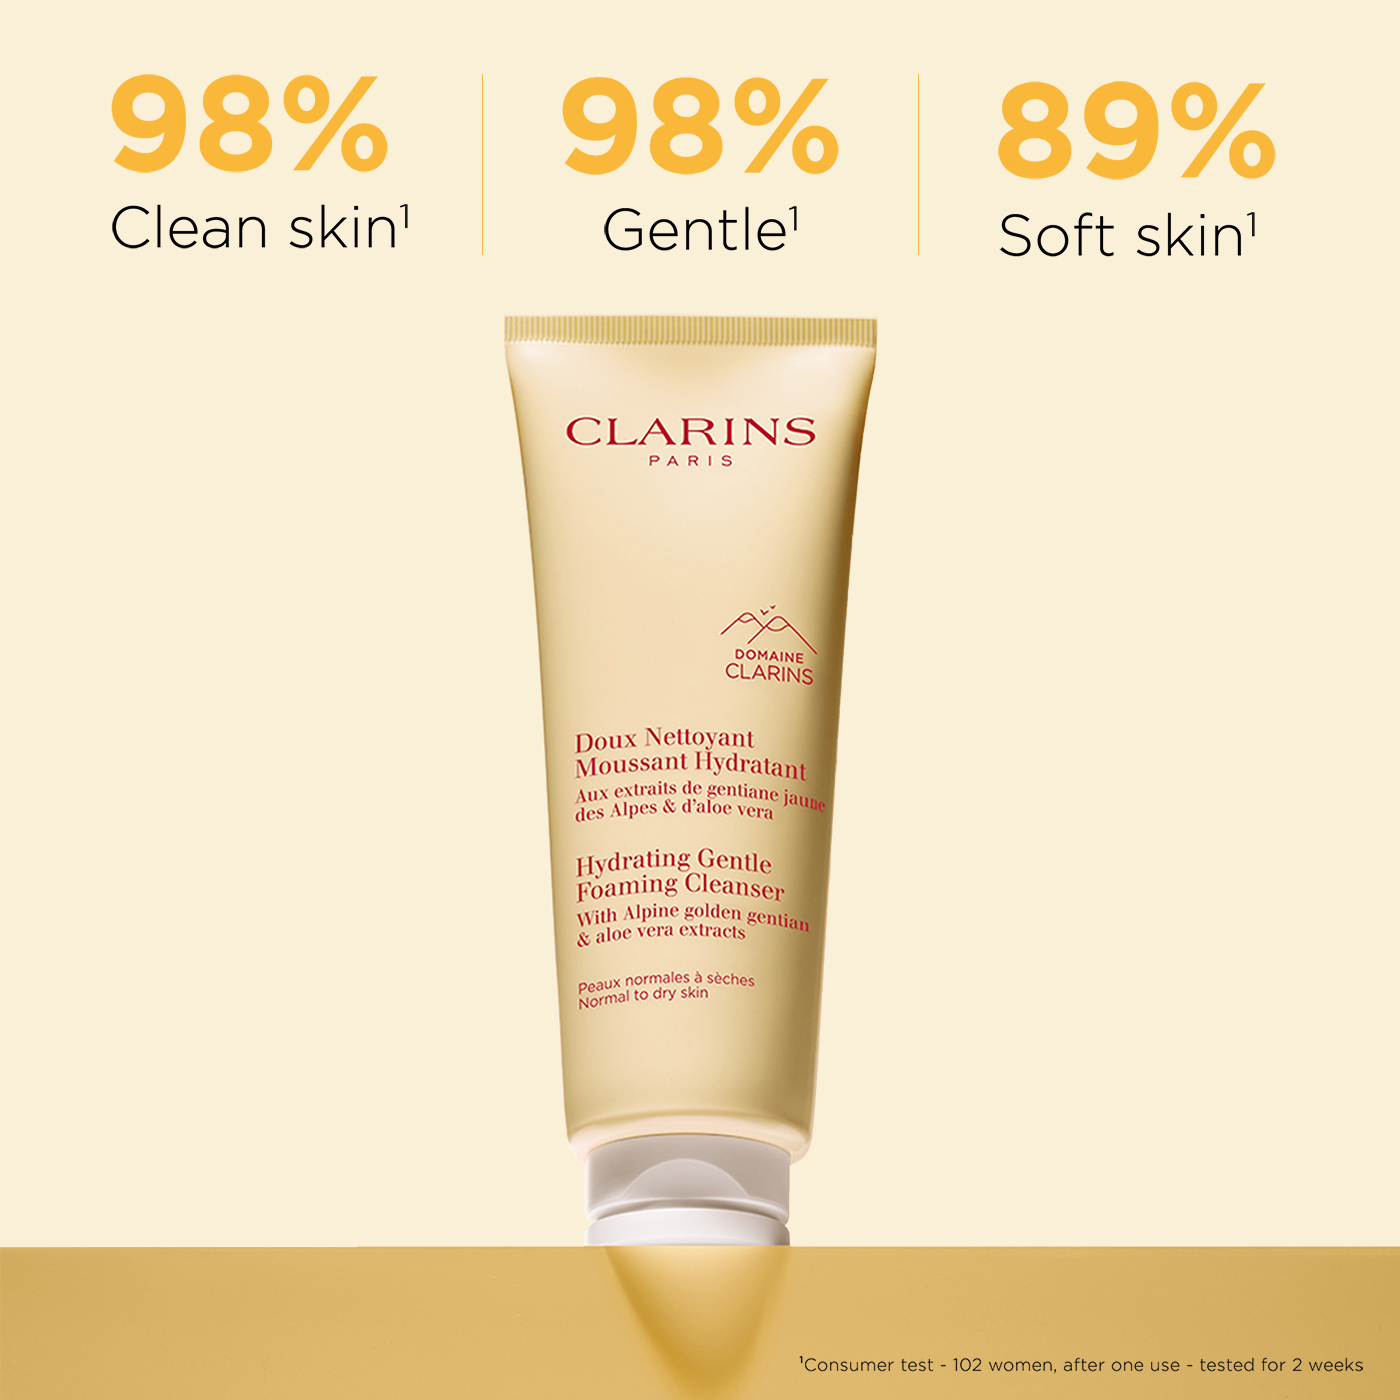 98%
Clean skin¹
98%
Gentle¹
89%
Soft skin¹
CLARINS
PARIS
DOMAINE
CLARINS
Doux Nettoyant
Moussant Hydratant
Aux extraits de gentiane jaune
des Alpes & d'aloe vera
Hydrating Gentle
Foaming Cleanser
With Alpine golden gentian
& aloe vera extracts
Peaux normales à sèches
Normal to dry skin
¹Consumer test - 102 women, after one use - tested for 2 weeks